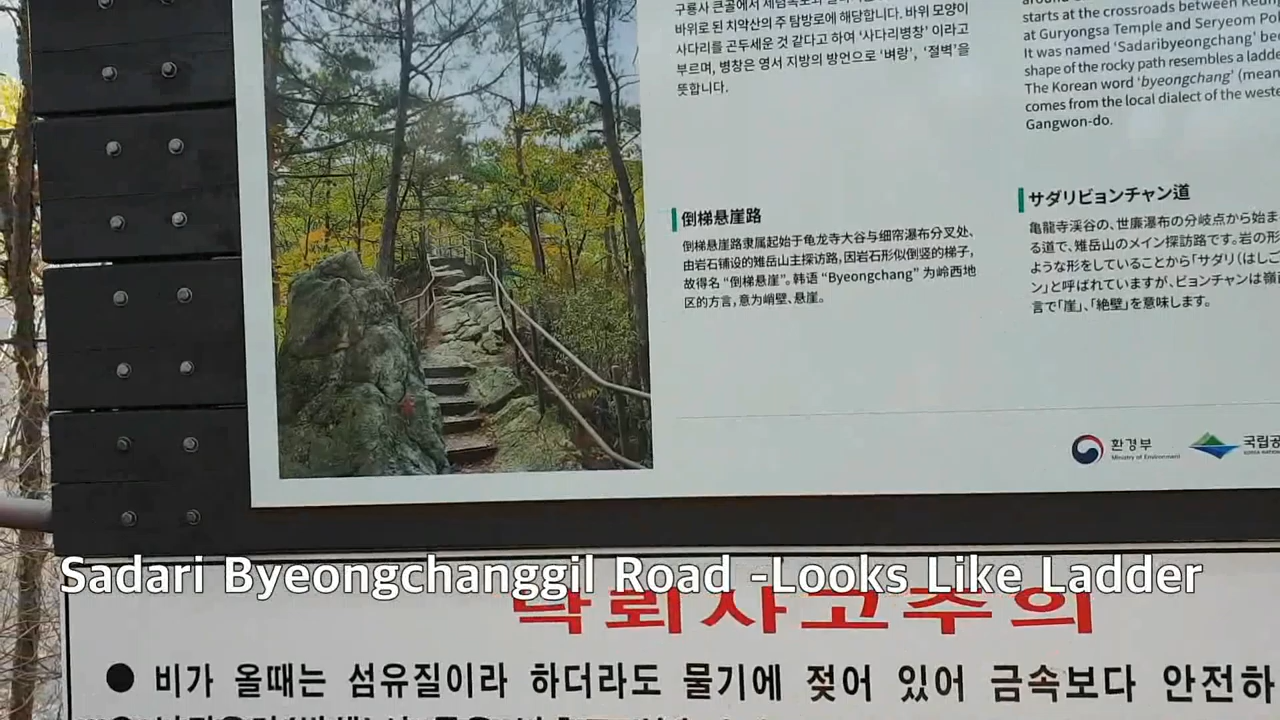 구룡사 큰골에서 세렴폭포
바위로 된 치악산의 주 탐방로에 해당합니다. 바위 모양이
사다리를 곤두세운 것 같다고 하여 ‘사다리병창’ 이라고
부르며, 병창은 영서 지방의 방언으로 ‘벼랑’, ‘절벽’을
뜻합니다.
starts at the crossroads between
at Guryongsa Temple and Seryeom
It was named ‘Sadaribyeongchang’
shape of the rocky path resembles a
The Korean word ‘byeongchang’
comes from the local dialect of the
Gangwon-do.
倒梯悬崖路
倒梯悬崖路隶属起始于龟龙寺大谷与细帘瀑布分叉处、
由岩石铺设的雉岳山主探访路，因岩石形似倒竖的梯子，
故得名 “倒梯悬崖”。韩语 “Byeongchang” 为岭西地
区的方言，意为峭壁、悬崖。
サダリビョンチャン道
亀龍寺渓谷の、世廉瀑布の分岐点から始ま
る道で、雉岳山のメイン探訪路です。岩の形
ような形をしていることから「サダリ（はしご
ン」と呼ばれていますが、ビョンチャンは嶺
言で「崖」、「絶壁」を意味します。
환경부
Ministry of Environment
Sadari Byeongchanggil Road -Looks Like Ladder
낙뢰사고주의
● 비가 올때는 섬유질이라 하더라도 물기에 젖어 있어 금속보다 안전하